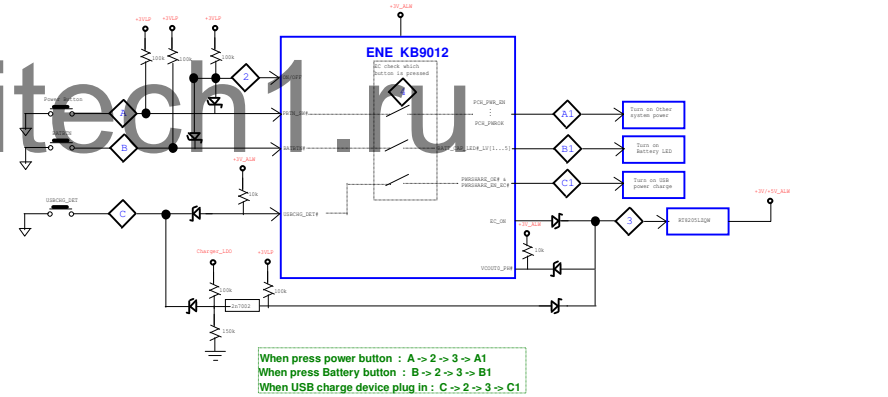 +3V_ALW
+3VLP
+3VLP
+3VLP
ENE KB9012
100k
100k
100k
EC check which
button is pressed
2
ON/OFF
4
itech1.ru
Power Button
A
PCH_PWR_EN
PCH_PWROK
A1
Turn on Other
system power
B
B1
Turn on
Battery LED
+3V_ALW
10k
PWRSHARE_OE# &
PWRSHARE_EN_EC#
C1
Turn on USB
power charge
USBCHG_DET
C
USBCHG_DET#
EC_ON
3
RT8205LZQW
+3V/+5V_ALW
+3V_ALW
10k
VCOUT0_PH#
Charger_LDO
+3VLP
100k
100k
2n7002
150k
When press power button : A -> 2 -> 3 -> A1
When press Battery button : B -> 2 -> 3 -> B1
When USB charge device plug in : C -> 2 -> 3 -> C1